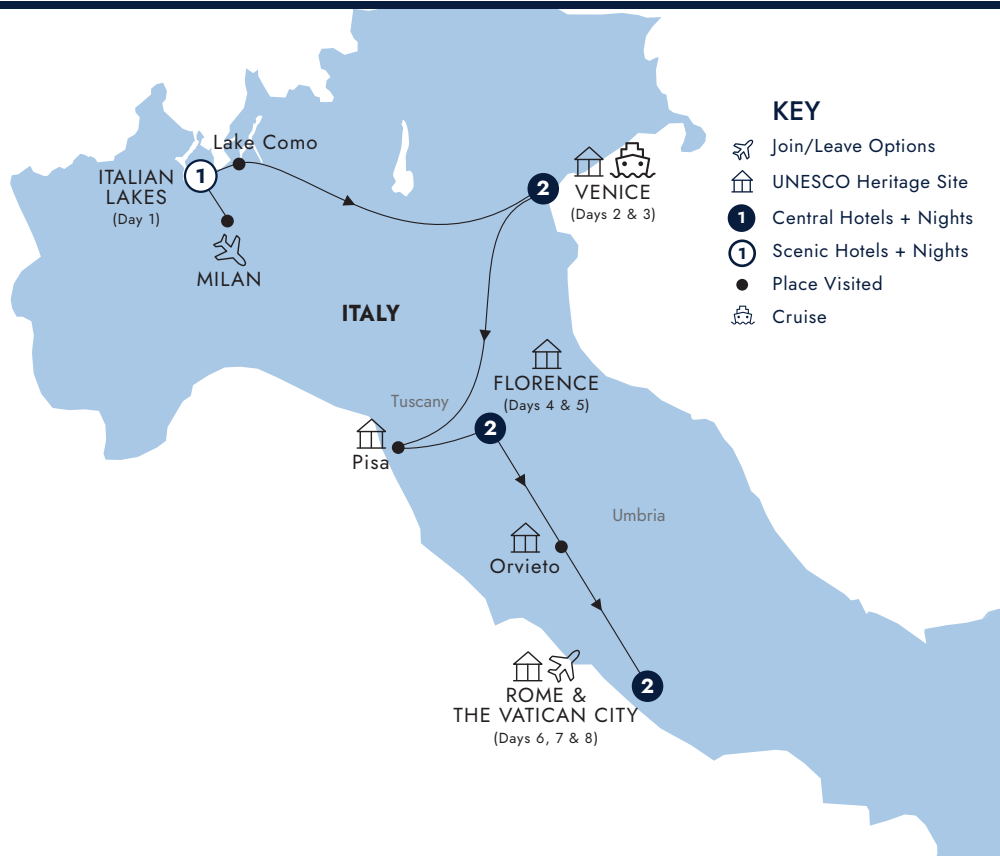 KEY
Join/Leave Options
UNESCO Heritage Site
1 Central Hotels + Nights
1 Scenic Hotels + Nights
Place Visited
Cruise
Lake Como
ITALIAN
LAKES
(Day 1)
1
MILAN
2
VENICE
(Days 2 & 3)
ITALY
FLORENCE
(Days 4 & 5)
Tuscany
2
Pisa
Umbria
Orvieto
2
ROME &
THE VATICAN CITY
(Days 6, 7 & 8)